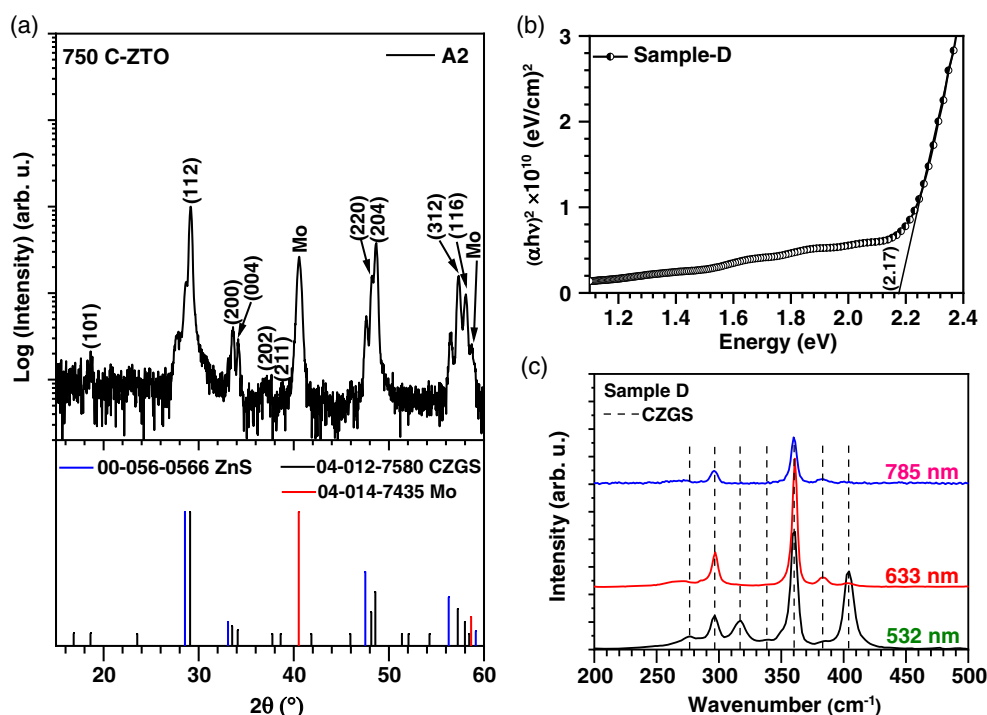 (a)
750 C-ZTO
A2
Log (Intensity) (arb. u.)
(101)
(112)
(200)
(004)
(202)
(211)
Mo
(220)
(204)
(312)
(116)
Mo
00-056-0566 ZnS
04-012-7580 CZGS
04-014-7435 Mo
20 30 40 50 60
2θ (°)
(b)
Sample-D
(αhν)² ×10¹⁰ (eV/cm)²
3
2
1
0
(2.17)
1.2 1.4 1.6 1.8 2.0 2.2 2.4
Energy (eV)
(c)
Sample D
CZGS
785 nm
633 nm
532 nm
Intensity (arb. u.)
200 250 300 350 400 450 500
Wavenumber (cm⁻¹)